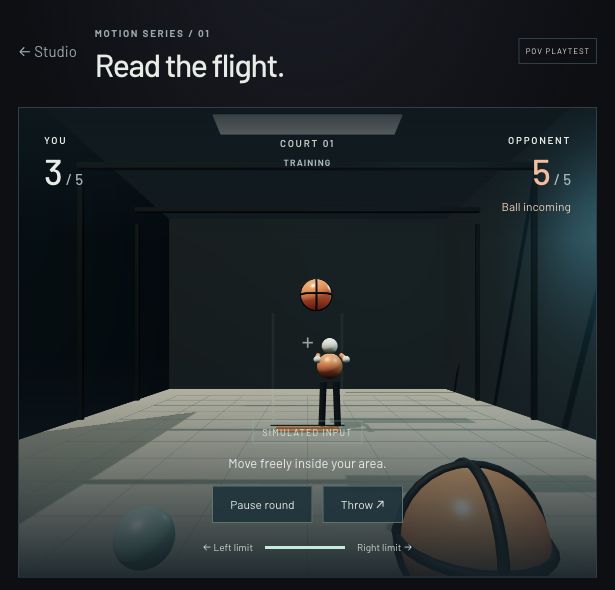 MOTION SERIES / 01
← Studio
Read the flight.
POV PLAYTEST
YOU
3 / 5
COURT 01
TRAINING
OPPONENT
5 / 5
Ball incoming
SIMULATED INPUT
Move freely inside your area.
Pause round
Throw ↗
← Left limit
Right limit →